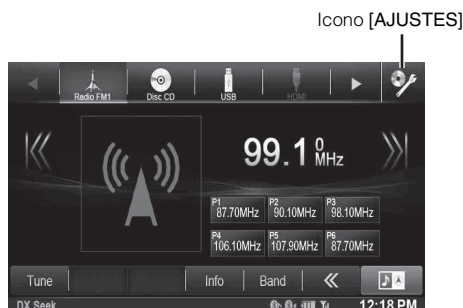 Icono [AJUSTES]
Radio FM1 Disc CD USB HDMI
99.1 0 MHz
P1 87.70MHz P2 90.10MHz P3 98.10MHz
P4 106.10MHz P5 107.90MHz P6 87.70MHz
Tune Info Band
DX Seek 12:18 PM